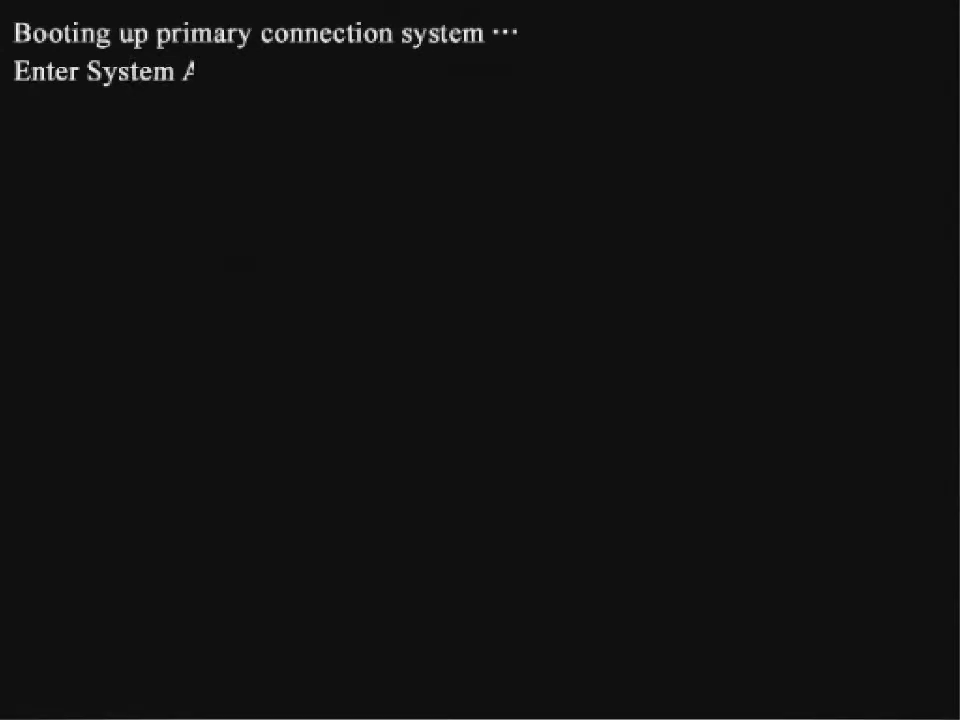 Booting up primary connection system ⋯
Enter System A